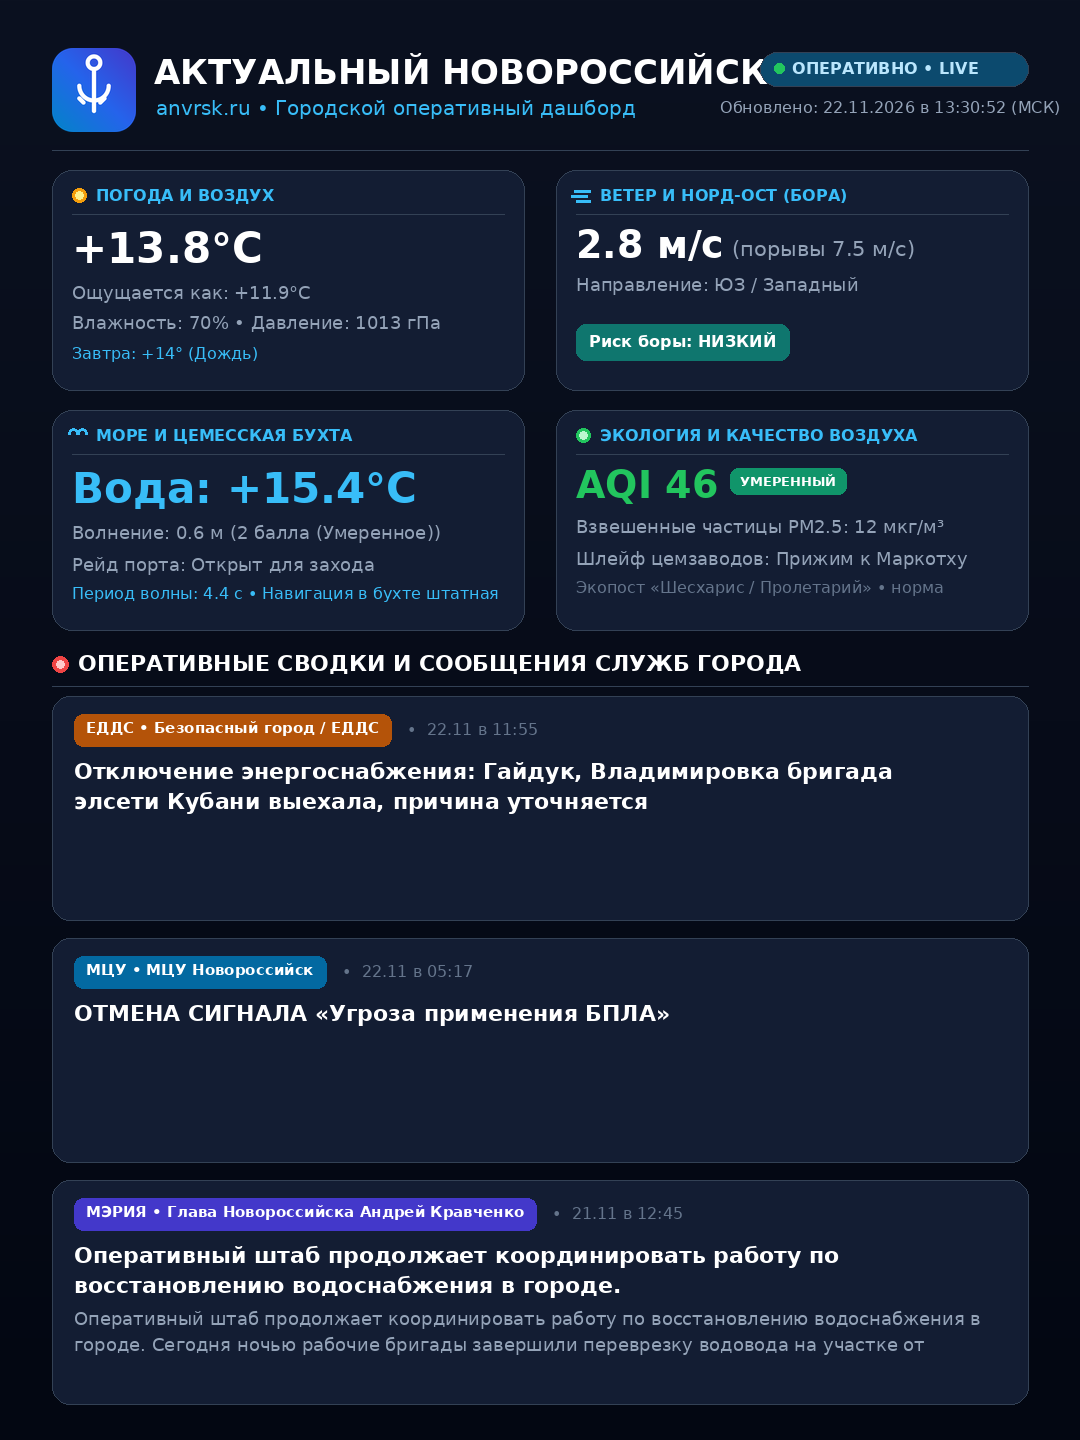 АКТУАЛЬНЫЙ НОВОРОССИЙСК
ОПЕРАТИВНО • LIVE
anvrsk.ru • Городской оперативный дашборд
Обновлено: 22.11.2026 в 13:30:52 (МСК)
ПОГОДА И ВОЗДУХ
+13.8°C
Ощущается как: +11.9°C
Влажность: 70% • Давление: 1013 гПа
Завтра: +14° (Дождь)
ВЕТЕР И НОРД-ОСТ (БОРА)
2.8 м/с (порывы 7.5 м/с)
Направление: ЮЗ / Западный
Риск боры: НИЗКИЙ
МОРЕ И ЦЕМЕССКАЯ БУХТА
Вода: +15.4°C
Волнение: 0.6 м (2 балла (Умеренное))
Рейд порта: Открыт для захода
Период волны: 4.4 с • Навигация в бухте штатная
ЭКОЛОГИЯ И КАЧЕСТВО ВОЗДУХА
AQI 46 УМЕРЕННЫЙ
Взвешенные частицы PM2.5: 12 мкг/м³
Шлейф цемзаводов: Прижим к Маркотху
Экопост «Шесхарис / Пролетарий» • норма
ОПЕРАТИВНЫЕ СВОДКИ И СООБЩЕНИЯ СЛУЖБ ГОРОДА
ЕДДС • Безопасный город / ЕДДС • 22.11 в 11:55
Отключение энергоснабжения: Гайдук, Владимировка бригада
элсети Кубани выехала, причина уточняется
МЦУ • МЦУ Новороссийск • 22.11 в 05:17
ОТМЕНА СИГНАЛА «Угроза применения БПЛА»
МЭРИЯ • Глава Новороссийска Андрей Кравченко • 21.11 в 12:45
Оперативный штаб продолжает координировать работу по
восстановлению водоснабжения в городе.
Оперативный штаб продолжает координировать работу по восстановлению водоснабжения в
городе. Сегодня ночью рабочие бригады завершили переврезку водовода на участке от